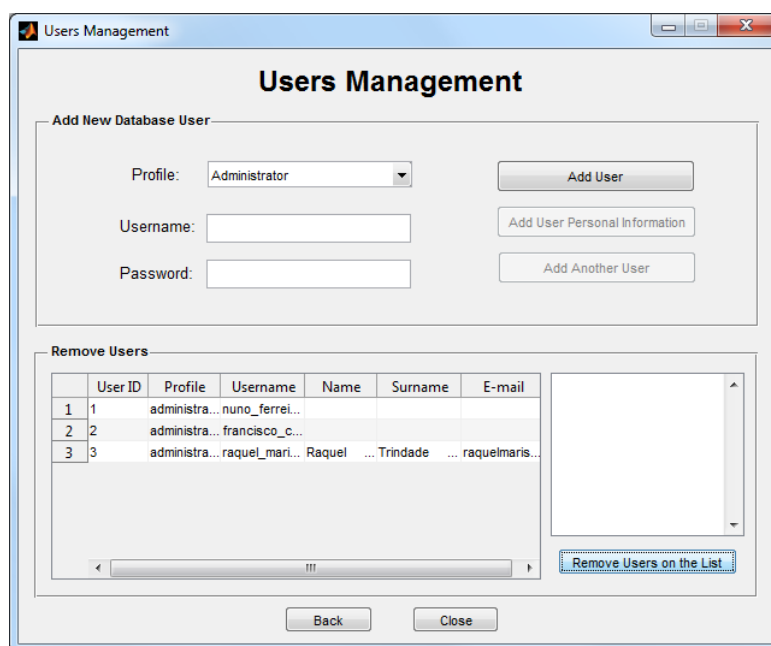 Users Management
Users Management
Add New Database User
Profile: Administrator Add User
Username: Add User Personal Information
Password: Add Another User
Remove Users
User ID Profile Username Name Surname E-mail
1 1 administra... nuno_ferrei...
2 2 administra... francisco_c...
3 3 administra... raquel_mari... Raquel ... Trindade ... raquelmaris...
Remove Users on the List
Back Close